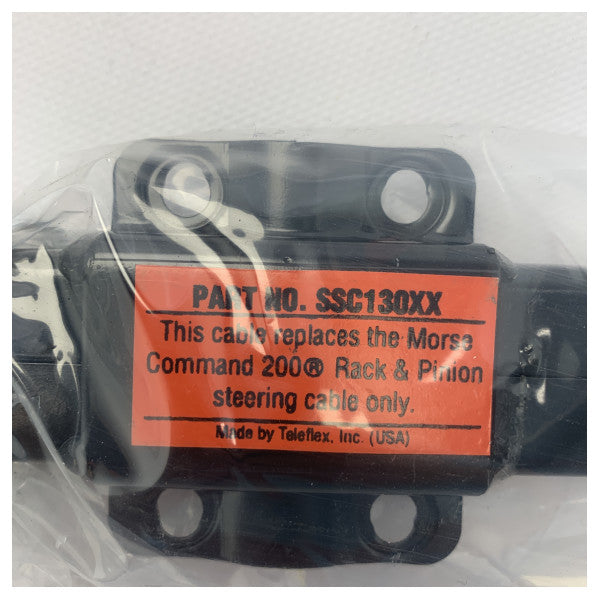 PART NO. SSC130XX
This cable replaces the Morse
Command 200® Rack & Pinion
steering cable only.
Made by Teleflex, Inc. (USA)